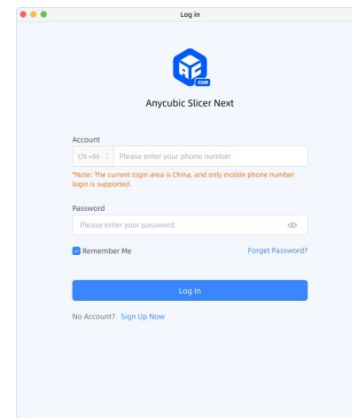 Log in
FDM
Anycubic Slicer Next
Account
CN +86 Please enter your phone number
*Note: The current login area is China, and only mobile phone number
login is supported.
Password
Please enter your password
Remember Me Forget Password?
Log In
No Account? Sign Up Now